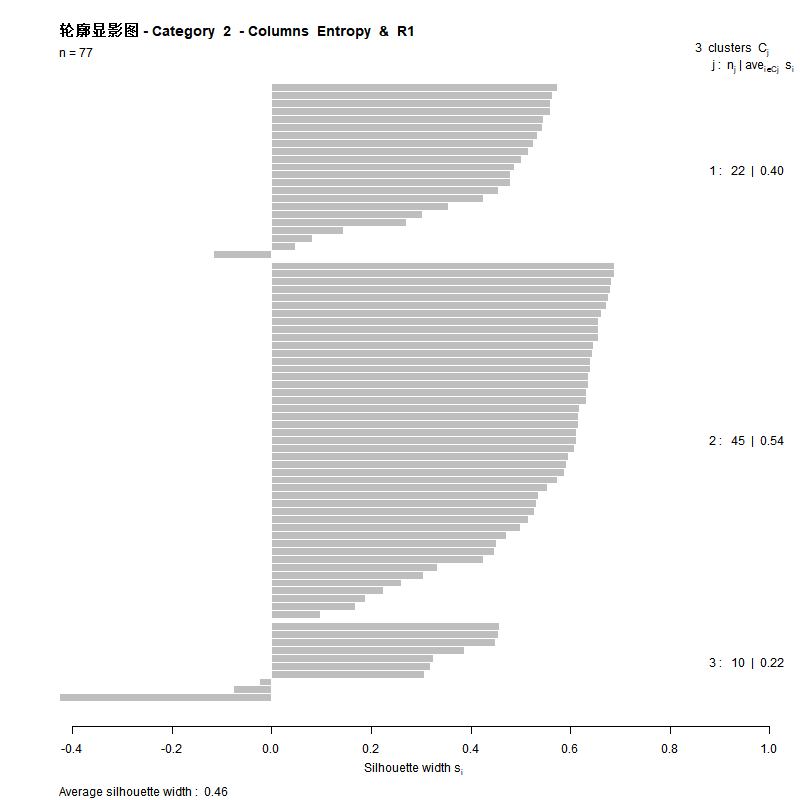 轮廓显影图 - Category 2 - Columns Entropy & R1
n = 77
3 clusters Cj
j : nj | avei∈Cj si
1 : 22 | 0.40
2 : 45 | 0.54
3 : 10 | 0.22
-0.4 -0.2 0.0 0.2 0.4 0.6 0.8 1.0
Silhouette width si
Average silhouette width : 0.46